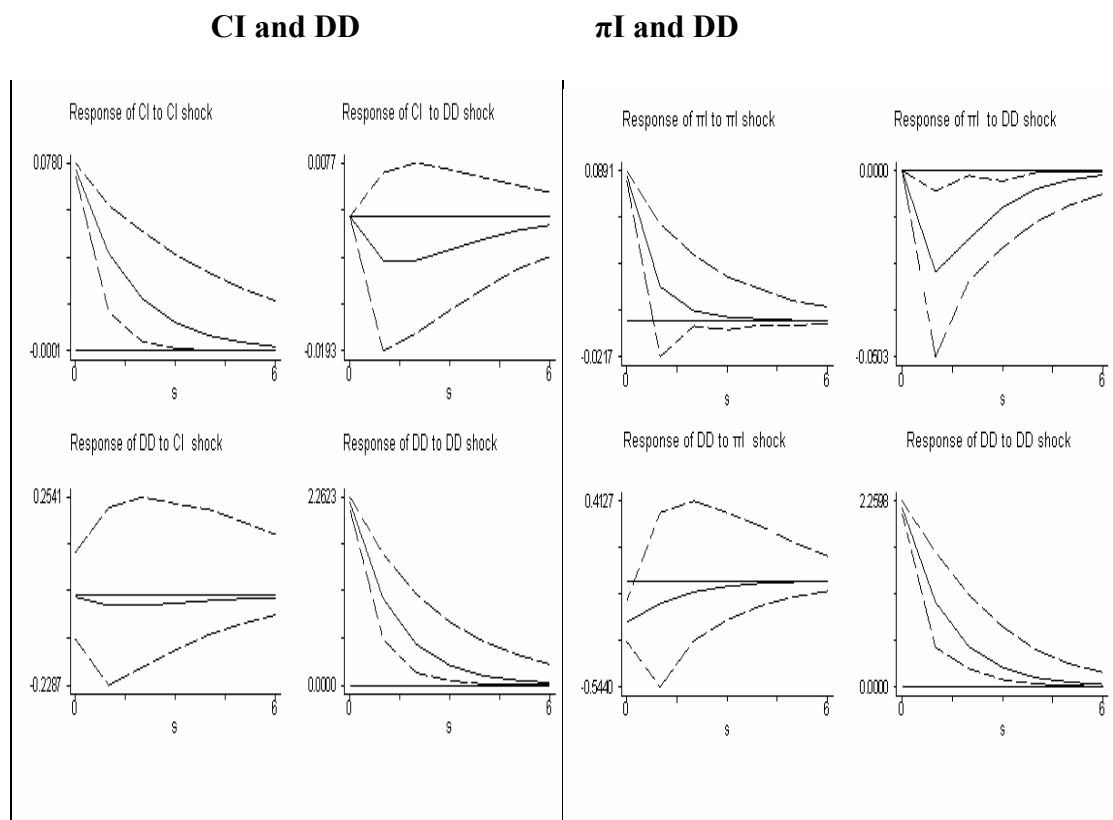 CI and DD
πI and DD
Response of CI to CI shock
0.0780
-0.0001
0
6
s
Response of CI to DD shock
0.0077
-0.0193
0
6
s
Response of DD to CI shock
0.2541
-0.2287
0
6
s
Response of DD to DD shock
2.2623
0.0000
0
6
s
Response of πI to πI shock
0.0891
-0.0217
0
6
s
Response of πI to DD shock
0.0000
-0.0503
0
6
s
Response of DD to πI shock
0.4127
-0.5440
0
6
s
Response of DD to DD shock
2.2598
0.0000
0
6
s